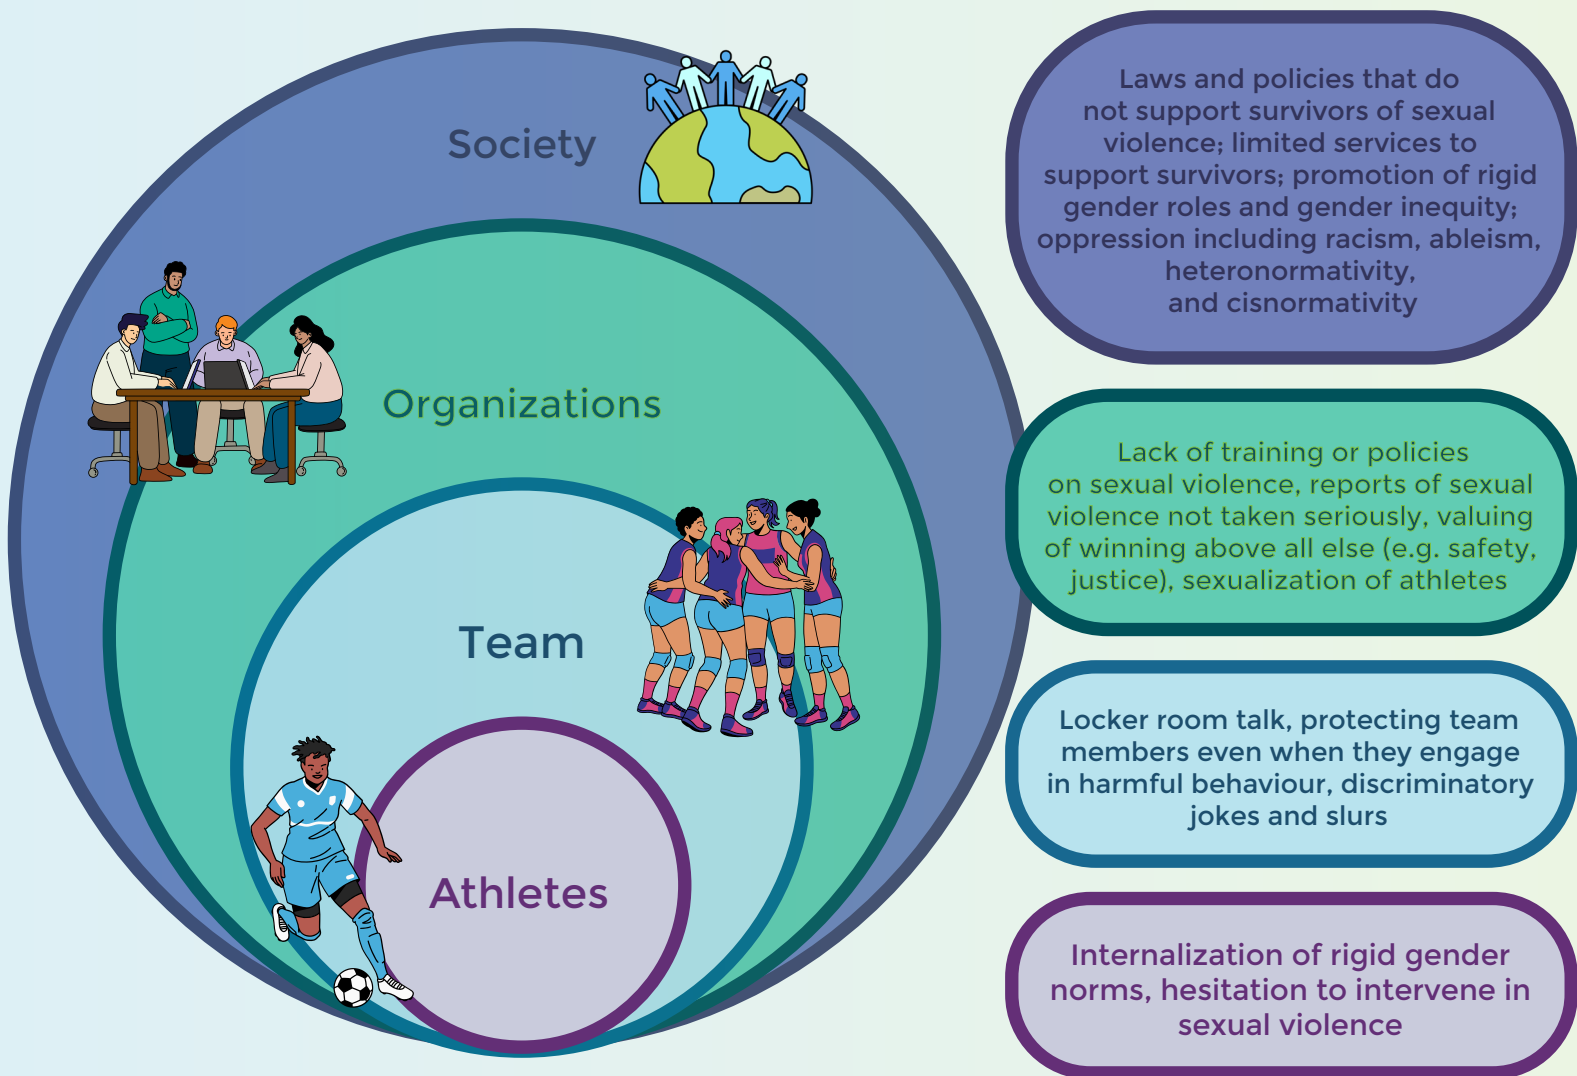 Society
Organizations
Team
Athletes
Laws and policies that do
not support survivors of sexual
violence; limited services to
support survivors; promotion of rigid
gender roles and gender inequity;
oppression including racism, ableism,
heteronormativity,
and cisnormativity
Lack of training or policies
on sexual violence, reports of sexual
violence not taken seriously, valuing
of winning above all else (e.g. safety,
justice), sexualization of athletes
Locker room talk, protecting team
members even when they engage
in harmful behaviour, discriminatory
jokes and slurs
Internalization of rigid gender
norms, hesitation to intervene in
sexual violence